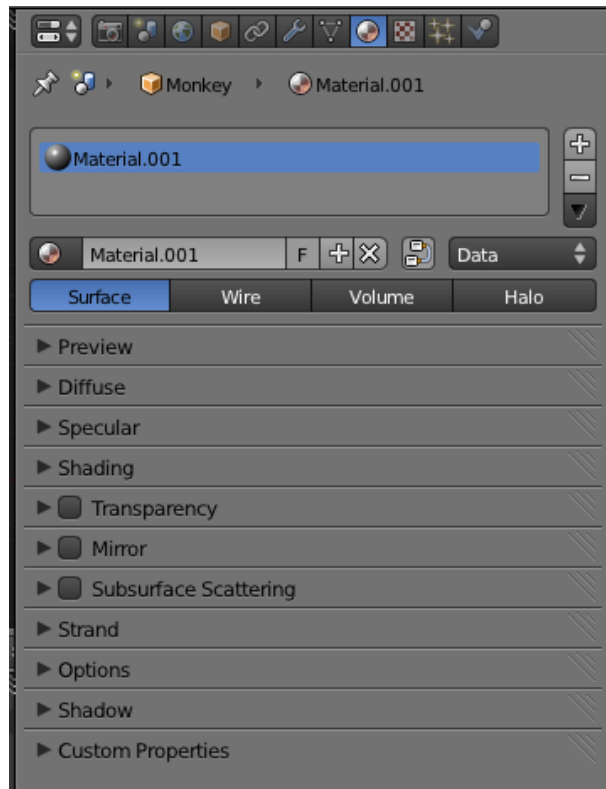 Monkey Material.001
Material.001
Material.001 F Data
Surface Wire Volume Halo
Preview
Diffuse
Specular
Shading
Transparency
Mirror
Subsurface Scattering
Strand
Options
Shadow
Custom Properties